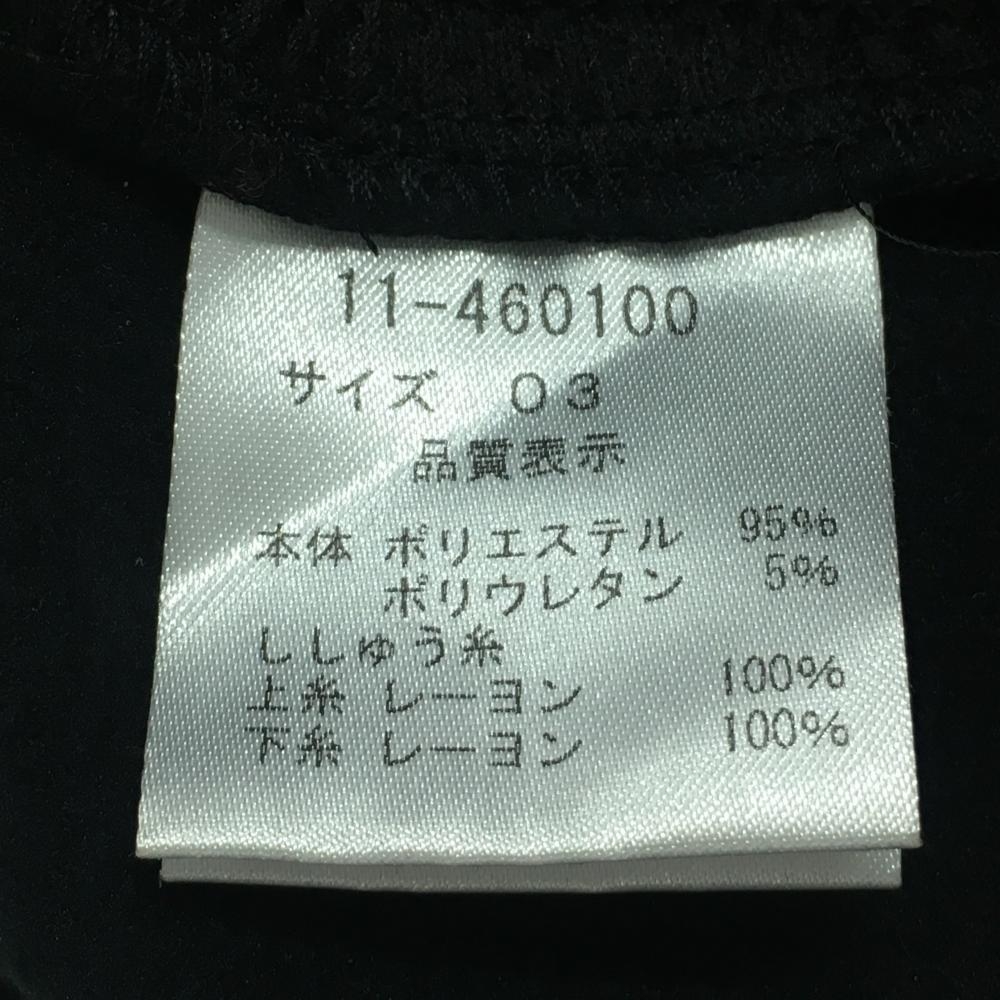 11-460100
サイズ 03
品質表示
本体 ポリエステル 95%
ポリウレタン 5%
ししゅう糸
上糸 レーヨン 100%
下糸 レーヨン 100%